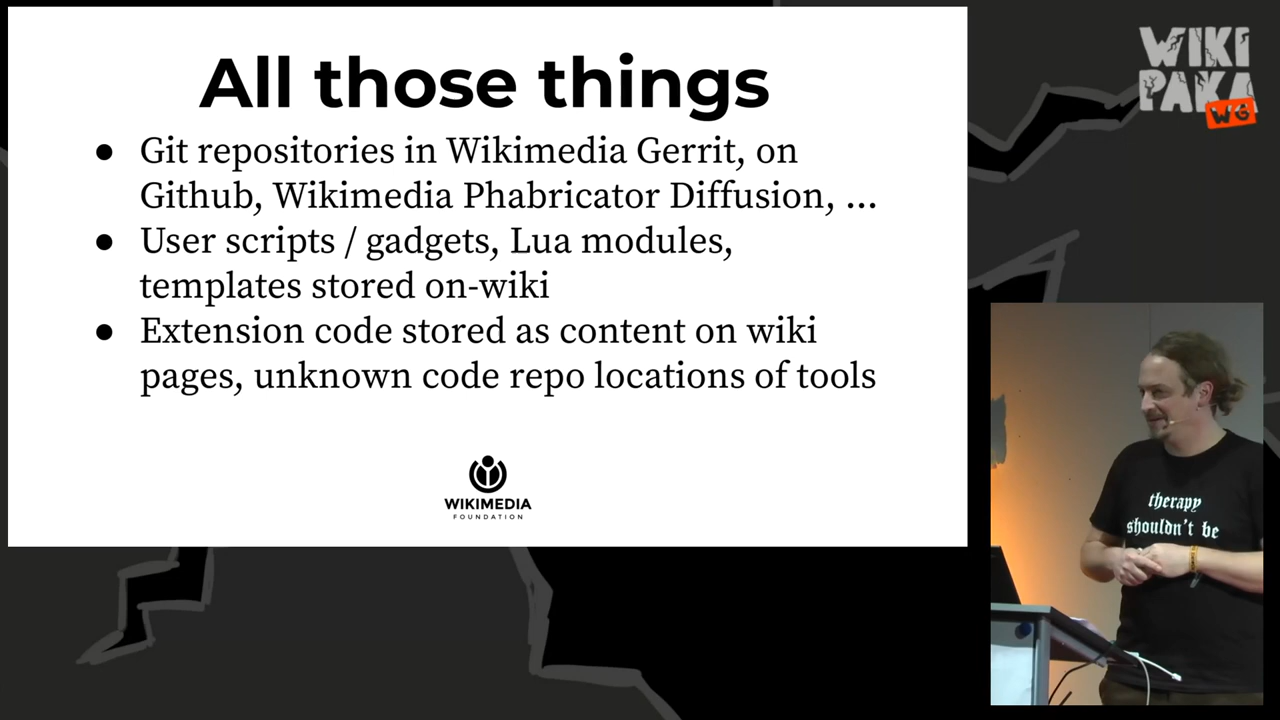 All those things
● Git repositories in Wikimedia Gerrit, on
Github, Wikimedia Phabricator Diffusion, ...
● User scripts / gadgets, Lua modules,
templates stored on-wiki
● Extension code stored as content on wiki
pages, unknown code repo locations of tools
WIKIMEDIA
FOUNDATION
WIKI
PAKA
WG
therapy
shouldn't be